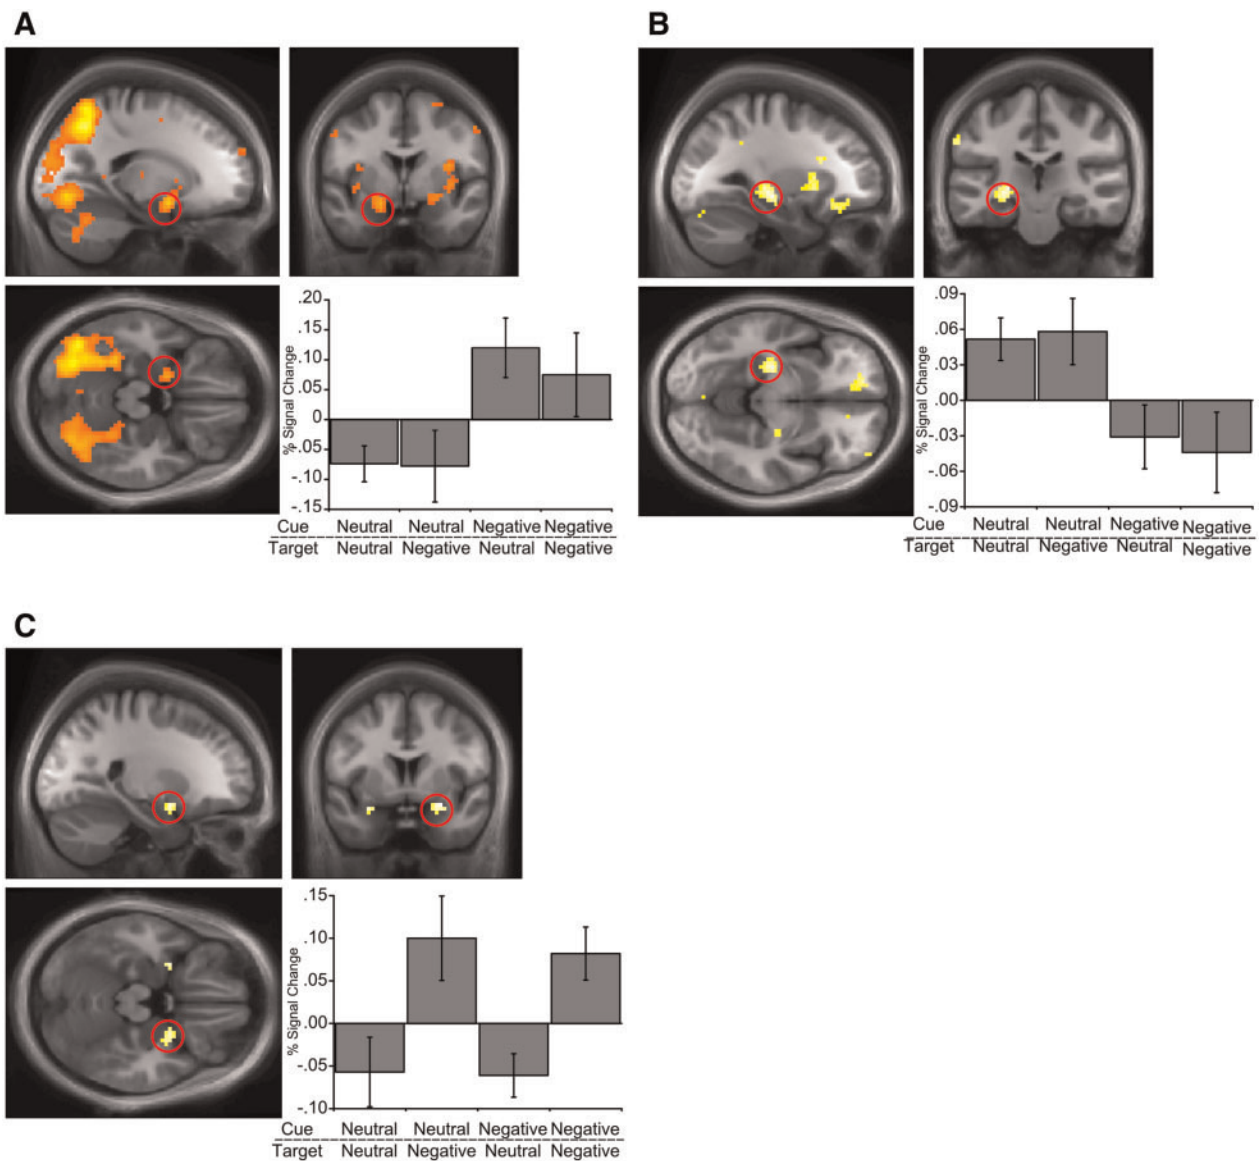 A
B
.20
.15
.10
.05
0
-.05
-.10
-.15
% Signal Change
Cue Neutral Neutral Negative Negative
Target Neutral Negative Neutral Negative
.09
.06
.03
.00
-.03
-.06
-.09
% Signal Change
Cue Neutral Neutral Negative Negative
Target Neutral Negative Neutral Negative
C
.15
.10
.05
.00
-.05
-.10
% Signal Change
Cue Neutral Neutral Negative Negative
Target Neutral Negative Neutral Negative